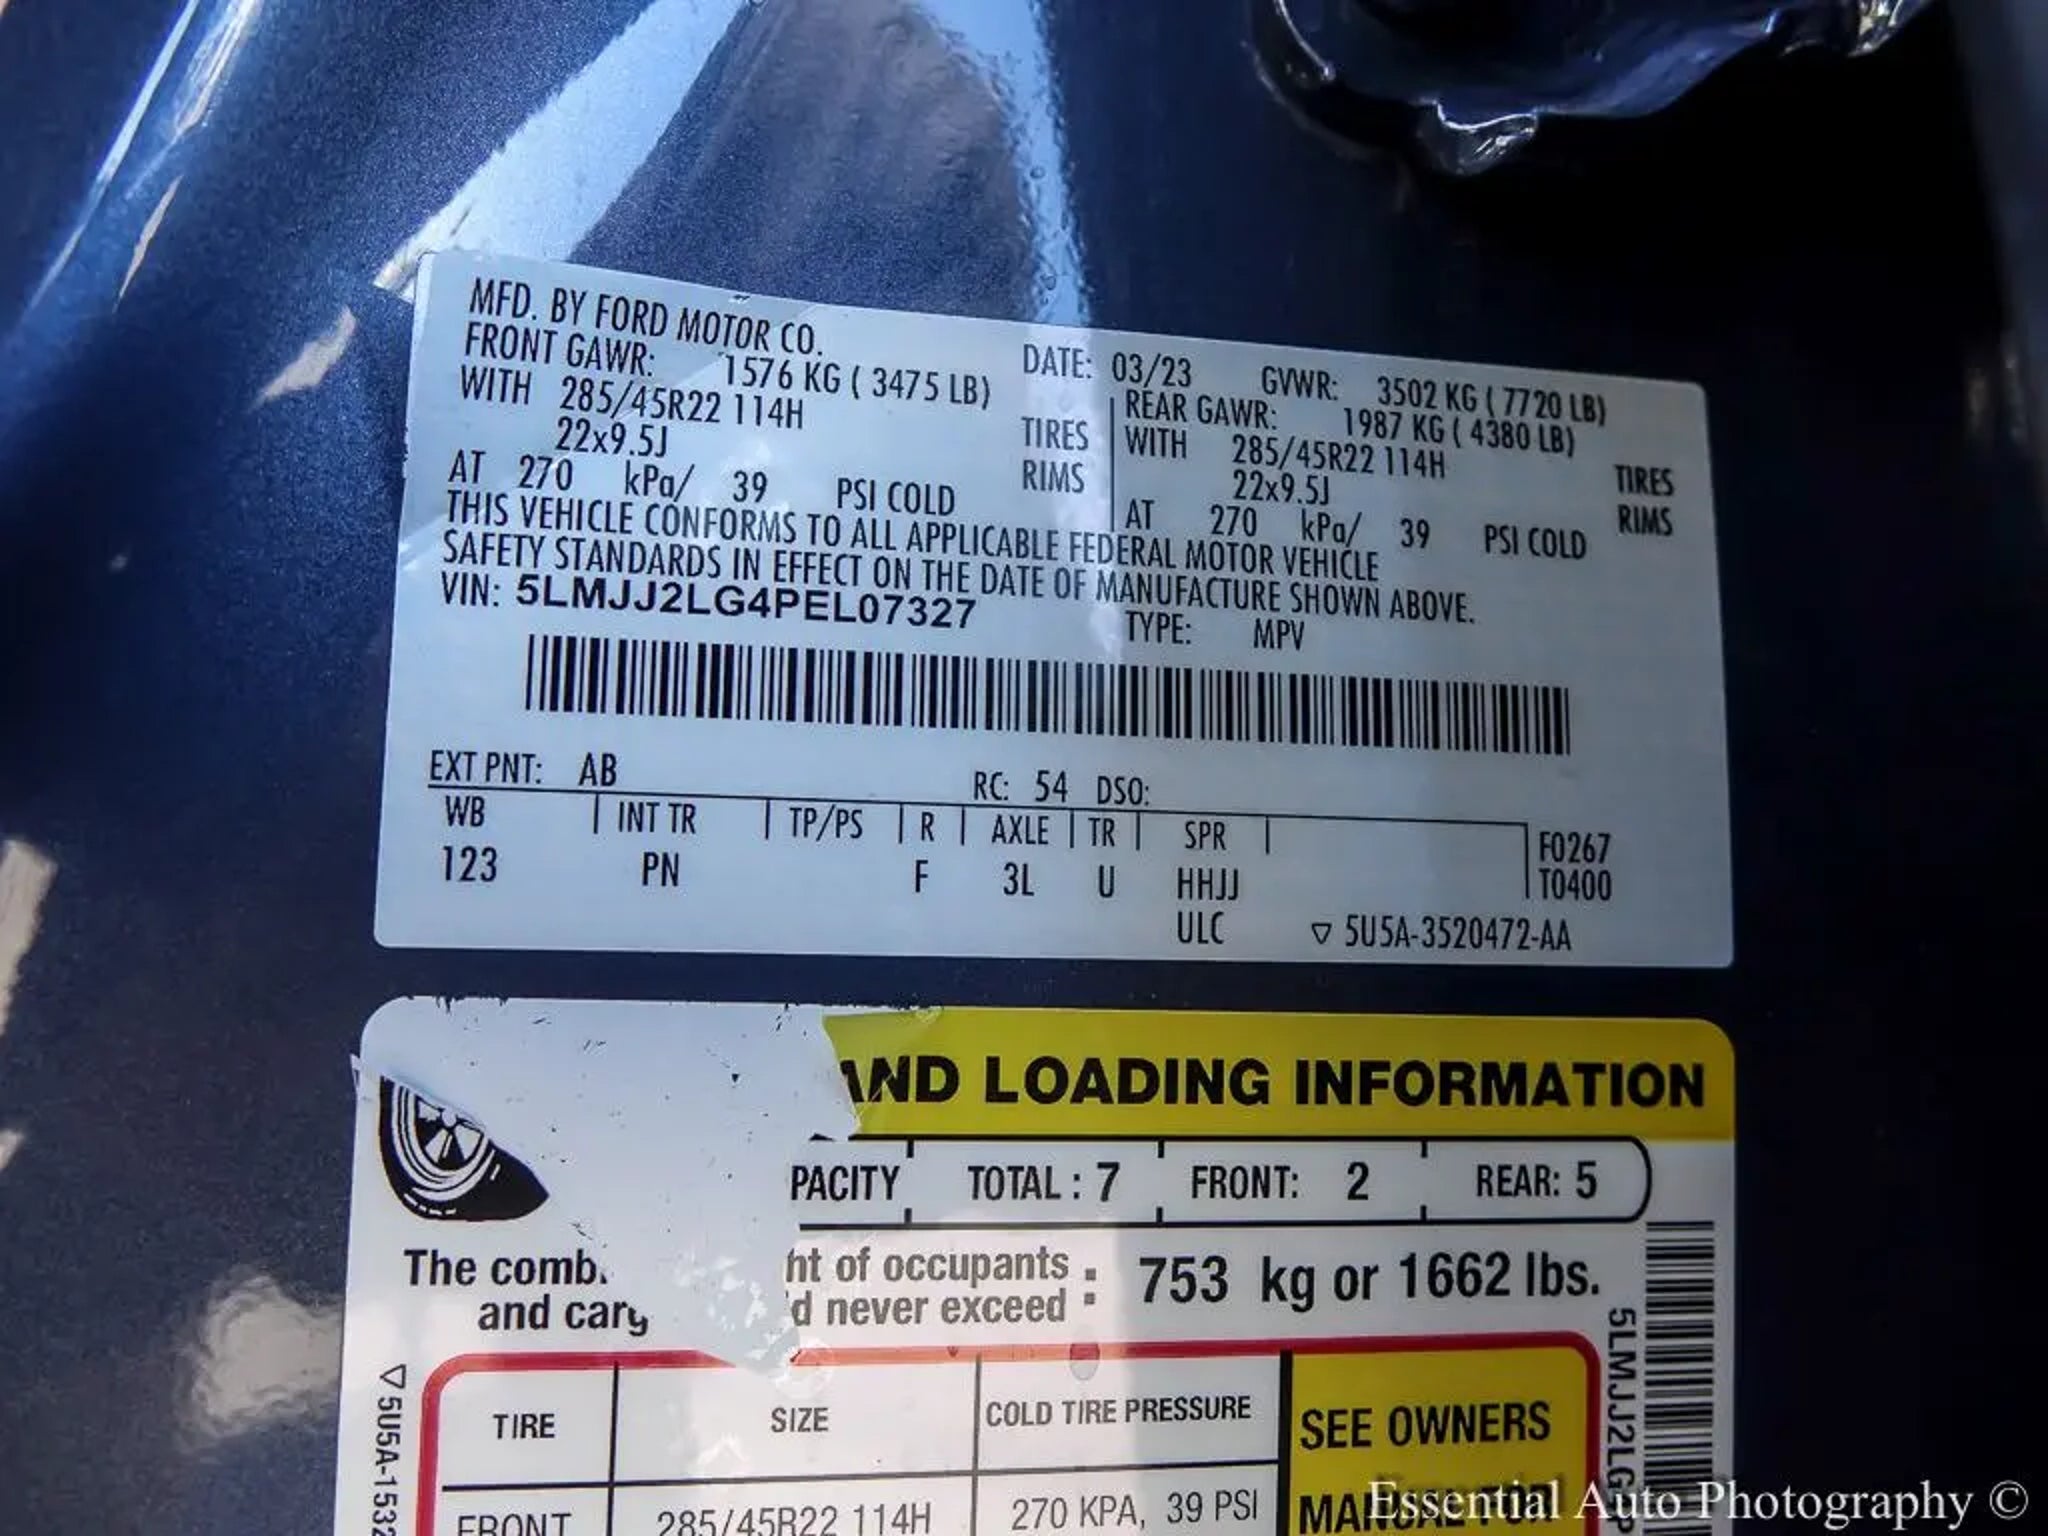 MFD. BY FORD MOTOR CO.
DATE: 03/23 GVWR: 3502 KG ( 7720 LB)
FRONT GAWR: 1576 KG ( 3475 LB)
WITH 285/45R22 114H TIRES
22x9.5J RIMS
AT 270 kPa/ 39 PSI COLD
REAR GAWR: 1987 KG ( 4380 LB)
WITH 285/45R22 114H TIRES
22x9.5J RIMS
AT 270 kPa/ 39 PSI COLD
THIS VEHICLE CONFORMS TO ALL APPLICABLE FEDERAL MOTOR VEHICLE
SAFETY STANDARDS IN EFFECT ON THE DATE OF MANUFACTURE SHOWN ABOVE.
VIN: 5LMJJ2LG4PEL07327 TYPE: MPV
EXT PNT: AB RC: 54 DSO:
WB INT TR TP/PS R AXLE TR SPR F0267
123 PN F 3L U HHJJ T0400
ULC ▽ 5U5A-3520472-AA
AND LOADING INFORMATION
PACITY TOTAL : 7 FRONT: 2 REAR: 5
The comb ht of occupants : 753 kg or 1662 lbs.
and carg d never exceed
TIRE SIZE COLD TIRE PRESSURE SEE OWNERS
FRONT 285/45R22 114H 270 KPA, 39 PSI MANUAL FOR
▽5U5A-1532
5LMJJ2LG
Essential Auto Photography ©